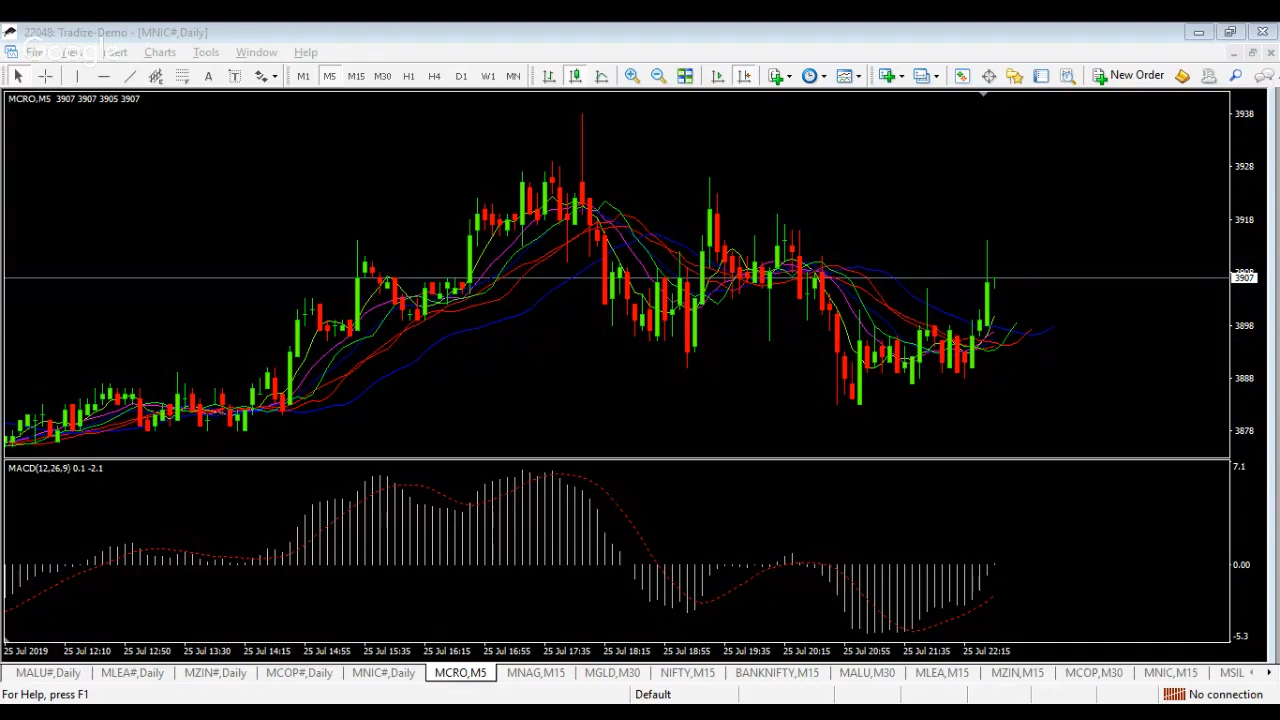 22048: Tradize-Demo - [MNIC#,Daily]
Google
File View Insert Charts Tools Window Help
A T M1 M5 M15 M30 H1 H4 D1 W1 MN New Order
MCRO,M5 3907 3907 3905 3907
3938
3928
3918
3907
3898
3888
3878
MACD(12,26,9) 0.1 -2.1
7.1
0.00
-5.3
25 Jul 2019 25 Jul 12:10 25 Jul 12:50 25 Jul 13:30 25 Jul 14:15 25 Jul 14:55 25 Jul 15:35 25 Jul 16:15 25 Jul 16:55 25 Jul 17:35 25 Jul 18:15 25 Jul 18:55 25 Jul 19:35 25 Jul 20:15 25 Jul 20:55 25 Jul 21:35 25 Jul 22:15
MALU#,Daily MLEA#,Daily MZIN#,Daily MCOP#,Daily MNIC#,Daily MCRO,M5 MNAG,M15 MGLD,M30 NIFTY,M15 BANKNIFTY,M15 MALU,M30 MLEA,M15 MZIN,M15 MCOP,M30 MNIC,M15 MSIL
For Help, press F1 Default No connection